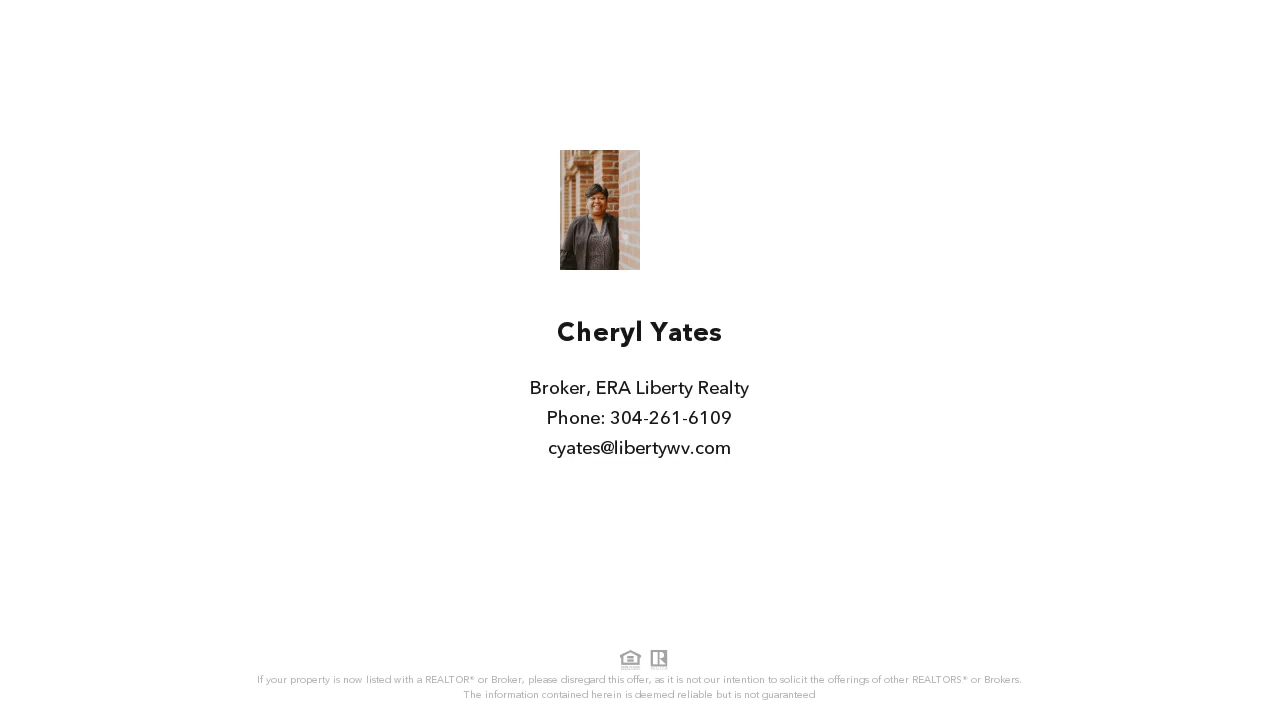 Cheryl Yates
Broker, ERA Liberty Realty
Phone: 304-261-6109
cyates@libertywv.com
If your property is now listed with a REALTOR® or Broker, please disregard this offer, as it is not our intention to solicit the offerings of other REALTORS® or Brokers.
The information contained herein is deemed reliable but is not guaranteed